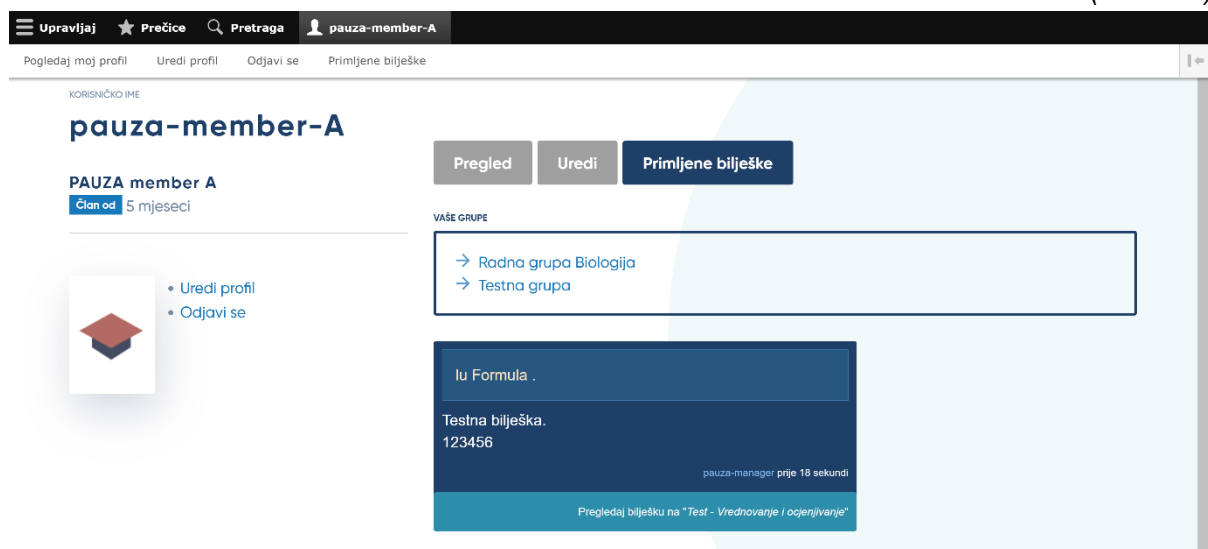 Upravljaj Prečice Pretraga pauza-member-A
Pogledaj moj profil Uredi profil Odjavi se Primljene bilješke
KORISNIČKO IME
pauza-member-A
PAUZA member A
Član od 5 mjeseci
Uredi profil
Odjavi se
Pregled Uredi Primljene bilješke
VAŠE GRUPE
Radna grupa Biologija
Testna grupa
lu Formula .
Testna bilješka.
123456
pauza-manager prije 18 sekundi
Pregledaj bilješku na "Test - Vrednovanje i ocjenjivanje"